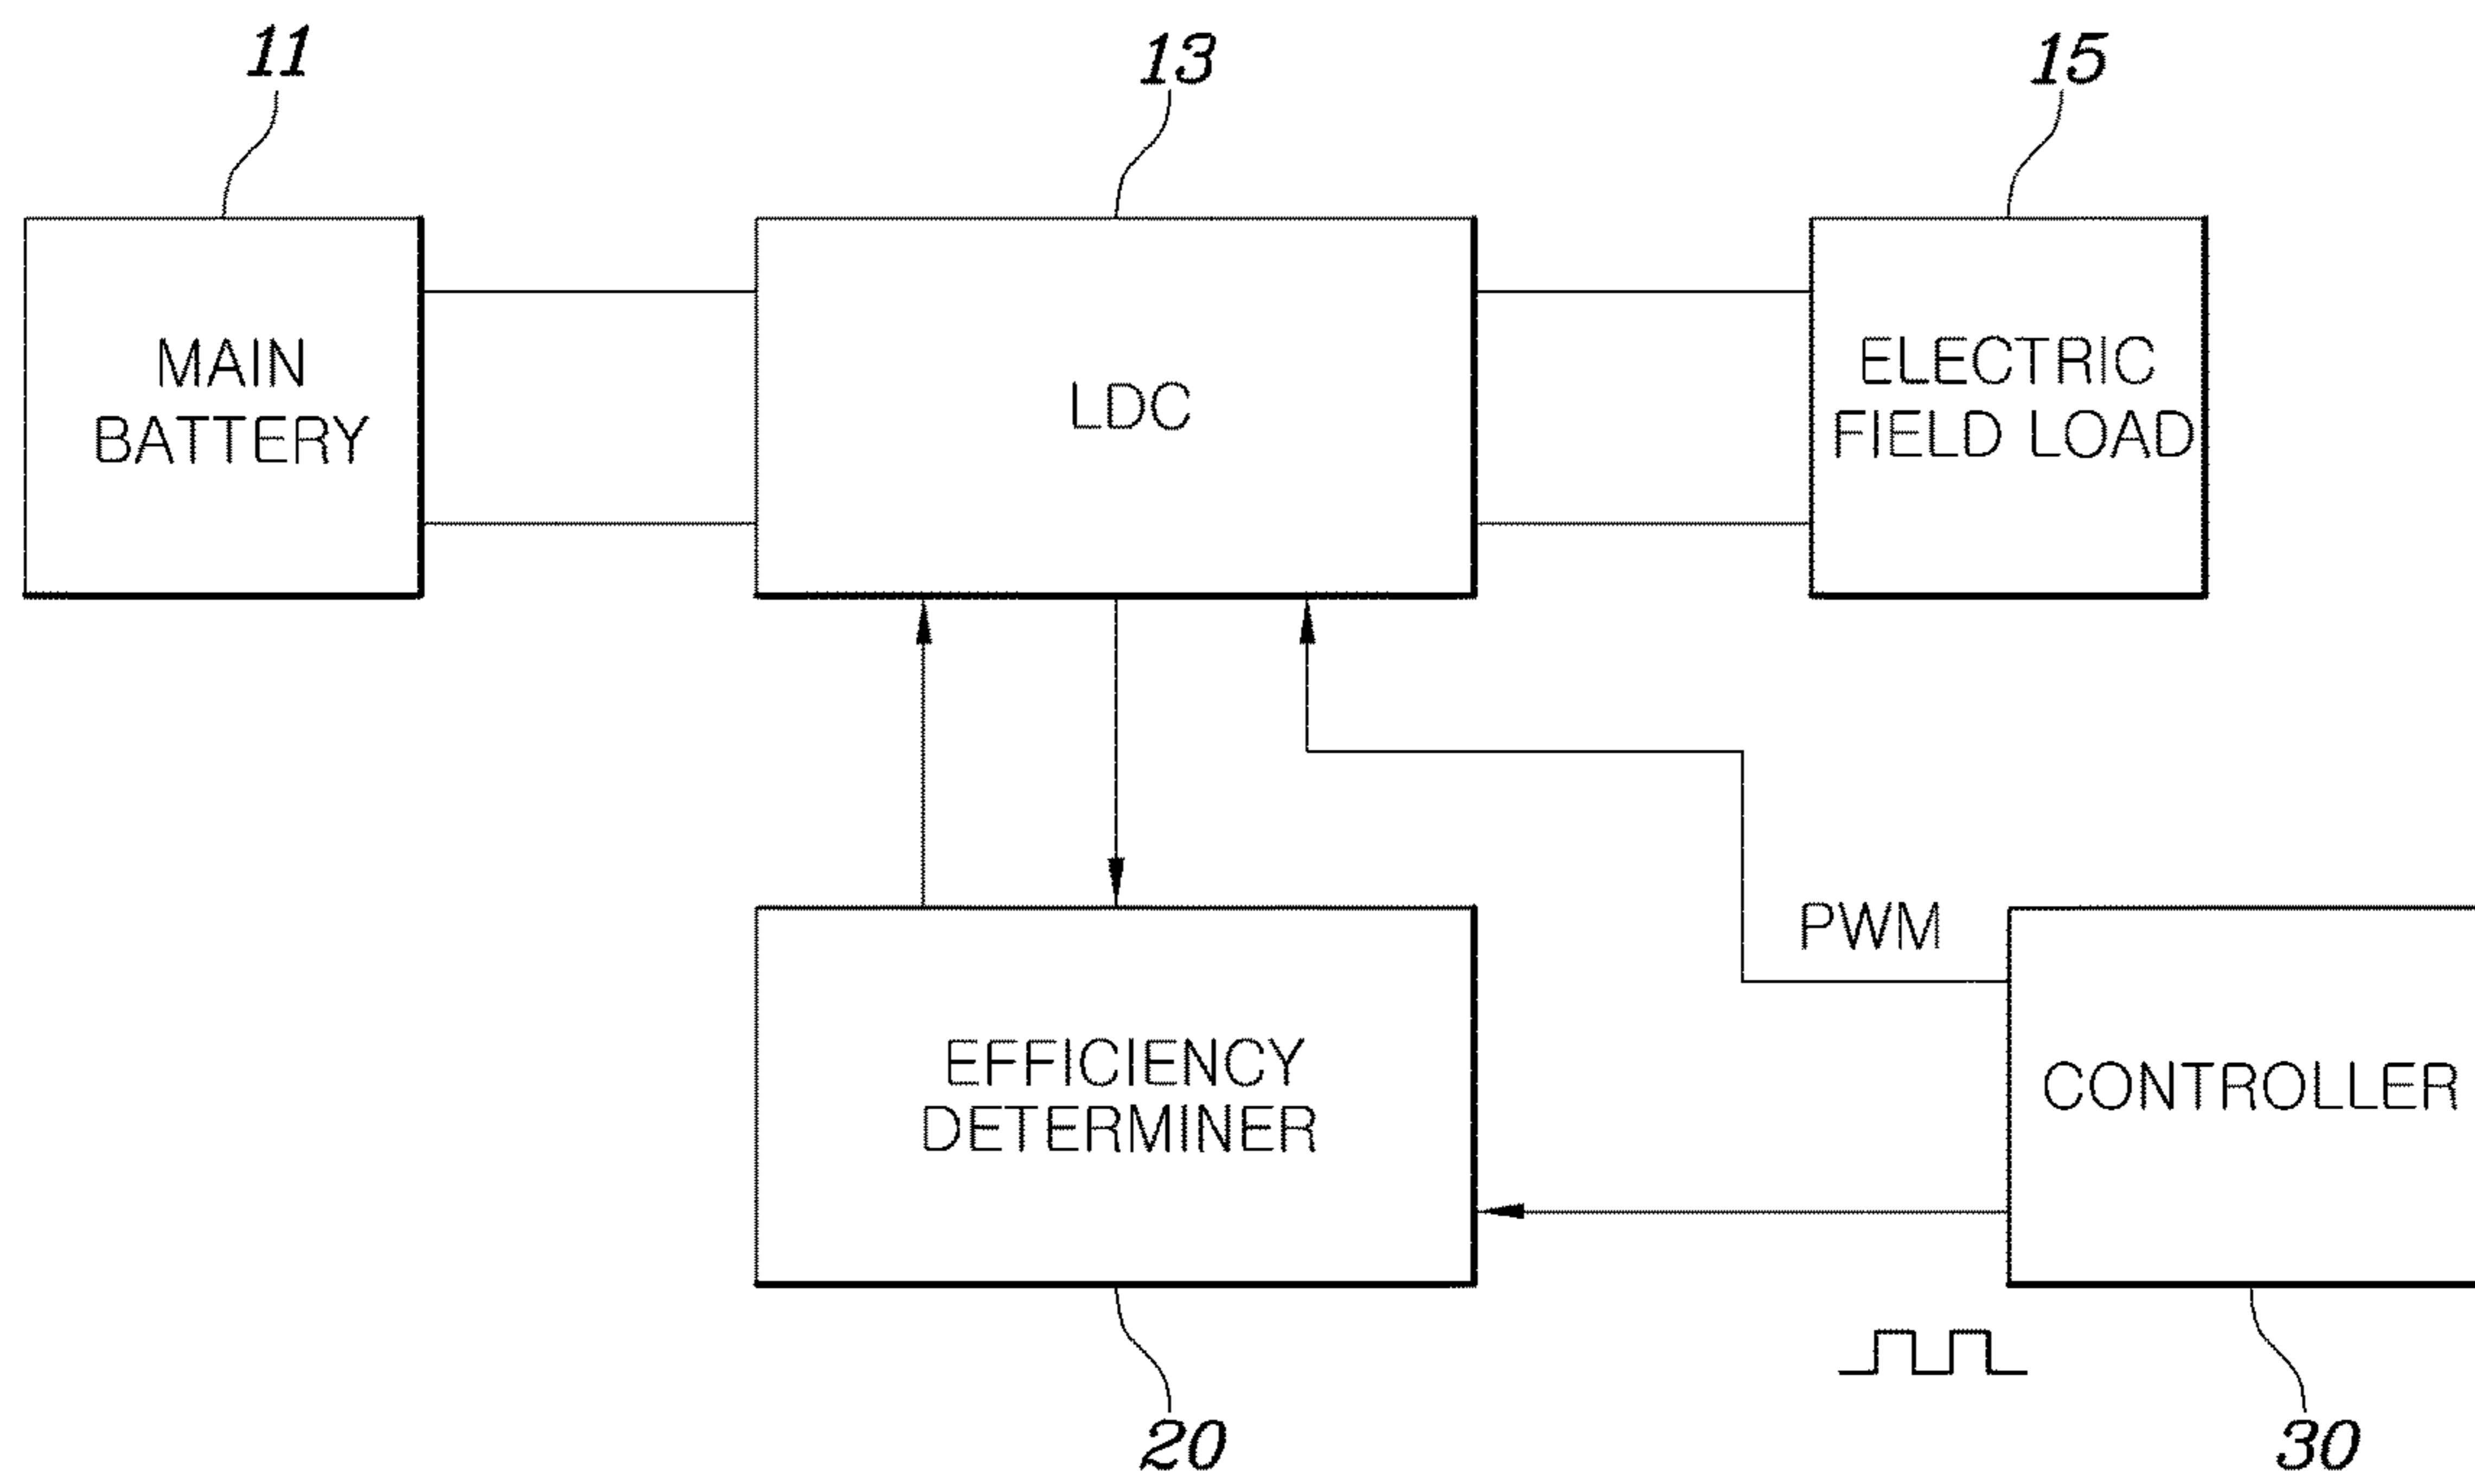 11
13
15
MAIN
BATTERY
LDC
ELECTRIC
FIELD LOAD
PWM
EFFICIENCY
DETERMINER
CONTROLLER
20
30